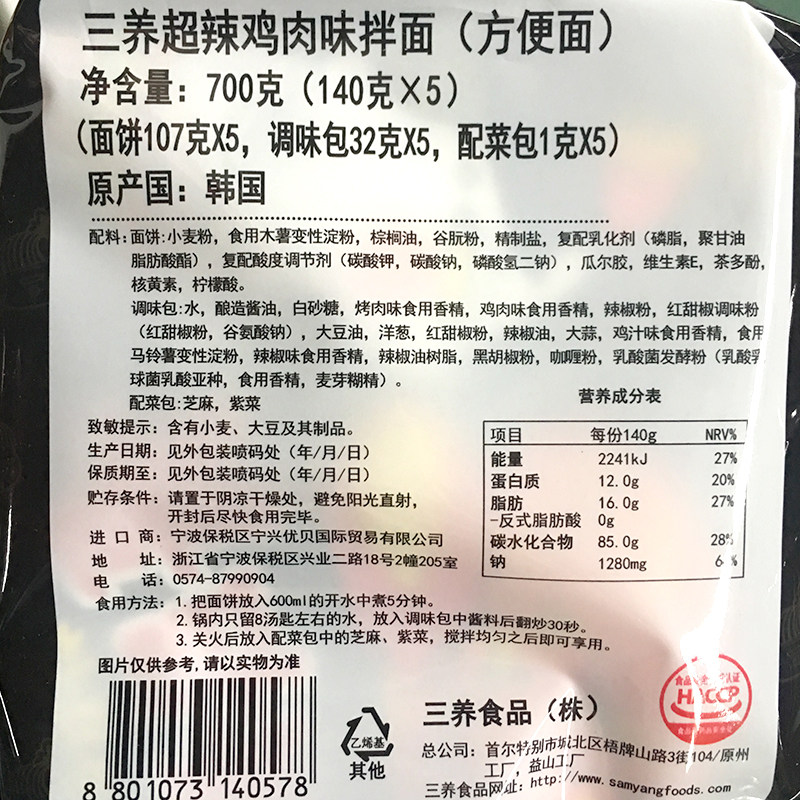 三养超辣鸡肉味拌面（方便面）
净含量：700克（140克×5）
（面饼107克X5，调味包32克X5，配菜包1克X5）
原产国：韩国
配料：面饼:小麦粉，食用木薯变性淀粉，棕榈油，谷朊粉，精制盐，复配乳化剂（磷脂，聚甘油
脂肪酸酯），复配酸度调节剂（碳酸钾，碳酸钠，磷酸氢二钠），瓜尔胶，维生素E，茶多酚，
核黄素，柠檬酸。
调味包:水，酿造酱油，白砂糖，烤肉味食用香精，鸡肉味食用香精，辣椒粉，红甜椒调味粉
（红甜椒粉，谷氨酸钠），大豆油，洋葱，红甜椒粉，辣椒油，大蒜，鸡汁味食用香精，食用
马铃薯变性淀粉，辣椒味食用香精，辣椒油树脂，黑胡椒粉，咖喱粉，乳酸菌发酵粉（乳酸乳
球菌乳酸亚种，食用香精，麦芽糊精）。
配菜包:芝麻，紫菜
致敏提示：含有小麦、大豆及其制品。
生产日期：见外包装喷码处（年/月/日）
保质期至：见外包装喷码处（年/月/日）
贮存条件：请置于阴凉干燥处，避免阳光直射，
开封后尽快食用完毕。
进口商：宁波保税区宁兴优贝国际贸易有限公司
地址：浙江省宁波保税区兴业二路18号2幢205室
电话：0574-87990904
营养成分表
项目 每份140g NRV%
能量 2241kJ 27%
蛋白质 12.0g 20%
脂肪 16.0g 27%
-反式脂肪酸 0g
碳水化合物 85.0g 28%
钠 1280mg
食用方法：1. 把面饼放入600ml的开水中煮5分钟。
2. 锅内只留8汤匙左右的水，放入调味包中酱料后翻炒30秒。
3. 关火后放入配菜包中的芝麻、紫菜，搅拌均匀之后即可享用。
图片仅供参考,请以实物为准
8 801073 140578
乙烯基
其他
HACCP
三养食品（株）
总公司：首尔特别市城北区梧牌山路3街104/原州
工厂，益山工厂
三养食品网址：http://www.samyangfoods.com